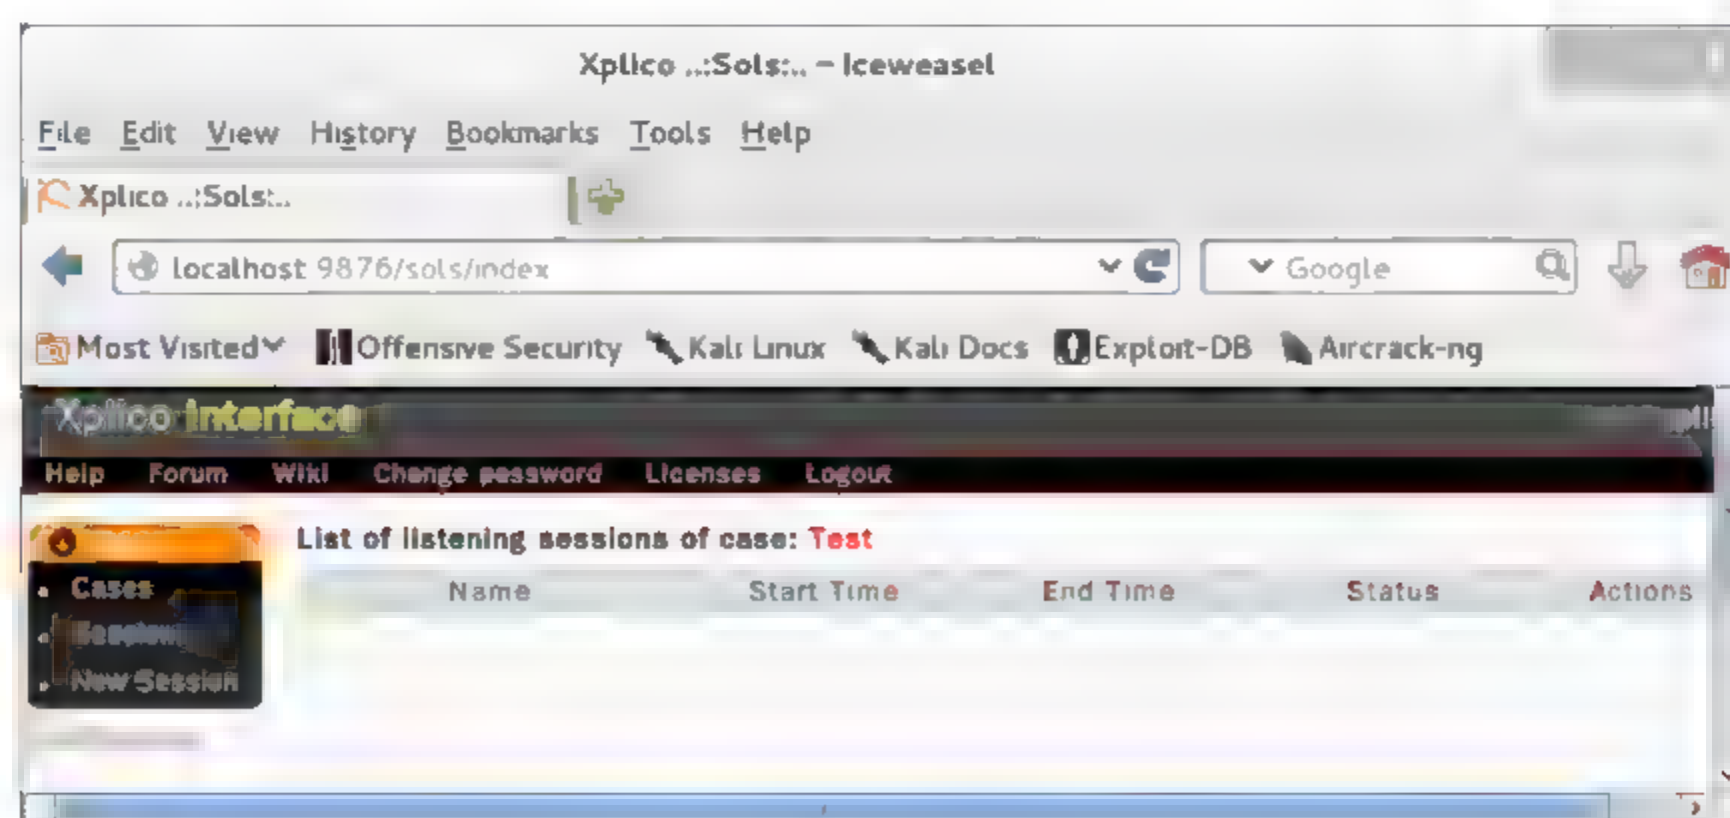 Xplico ..:Sols:.. – Iceweasel
File Edit View History Bookmarks Tools Help
Xplico ..:Sols:..
localhost 9876/sols/index Google
Most Visited Offensive Security Kali Linux Kali Docs Exploit-DB Aircrack-ng
Xplico interface
Help Forum Wiki Change password Licenses Logout
List of listening sessions of case: Test
Name Start Time End Time Status Actions
Cases
New Session